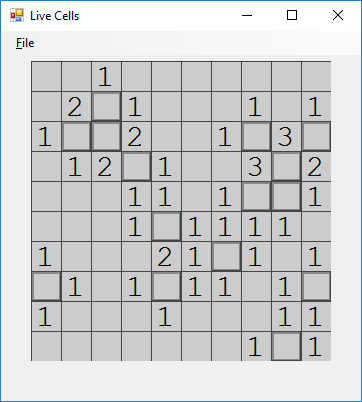 Live Cells
File
1
2 1 1 1
1 2 1 3
1 2 1 3 2
1 1 1 1
1 1 1 1 1
1 2 1 1 1
1 1 1 1 1
1 1 1 1
1 1